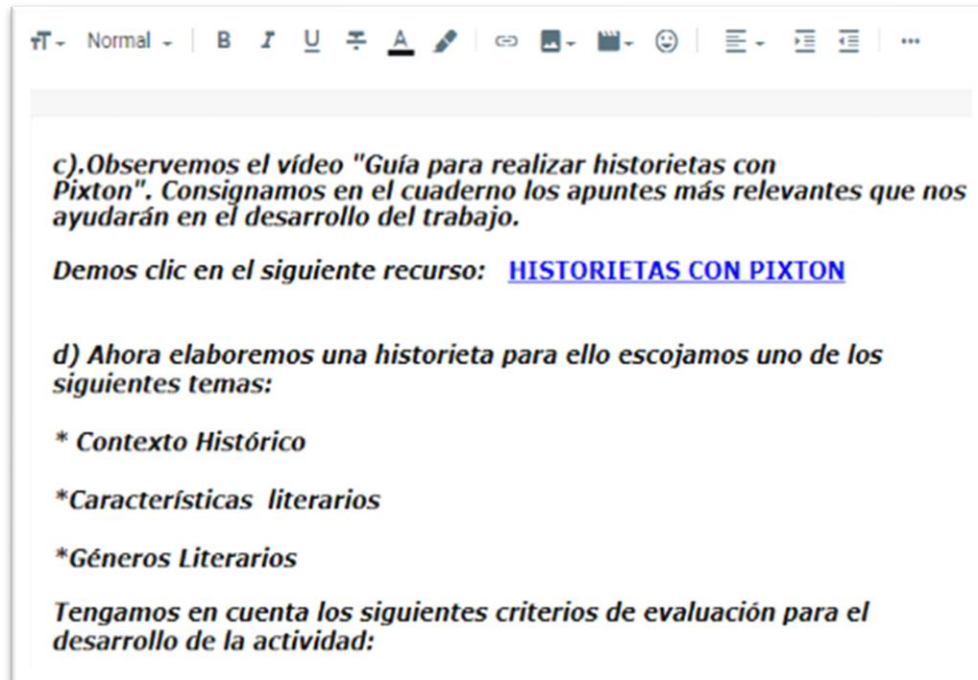 Normal
B I U A
c).Observemos el vídeo "Guía para realizar historietas con
Pixton". Consignamos en el cuaderno los apuntes más relevantes que nos
ayudarán en el desarrollo del trabajo.
Demos clic en el siguiente recurso: HISTORIETAS CON PIXTON
d) Ahora elaboremos una historieta para ello escojamos uno de los
siguientes temas:
* Contexto Histórico
*Características literarios
*Géneros Literarios
Tengamos en cuenta los siguientes criterios de evaluación para el
desarrollo de la actividad: